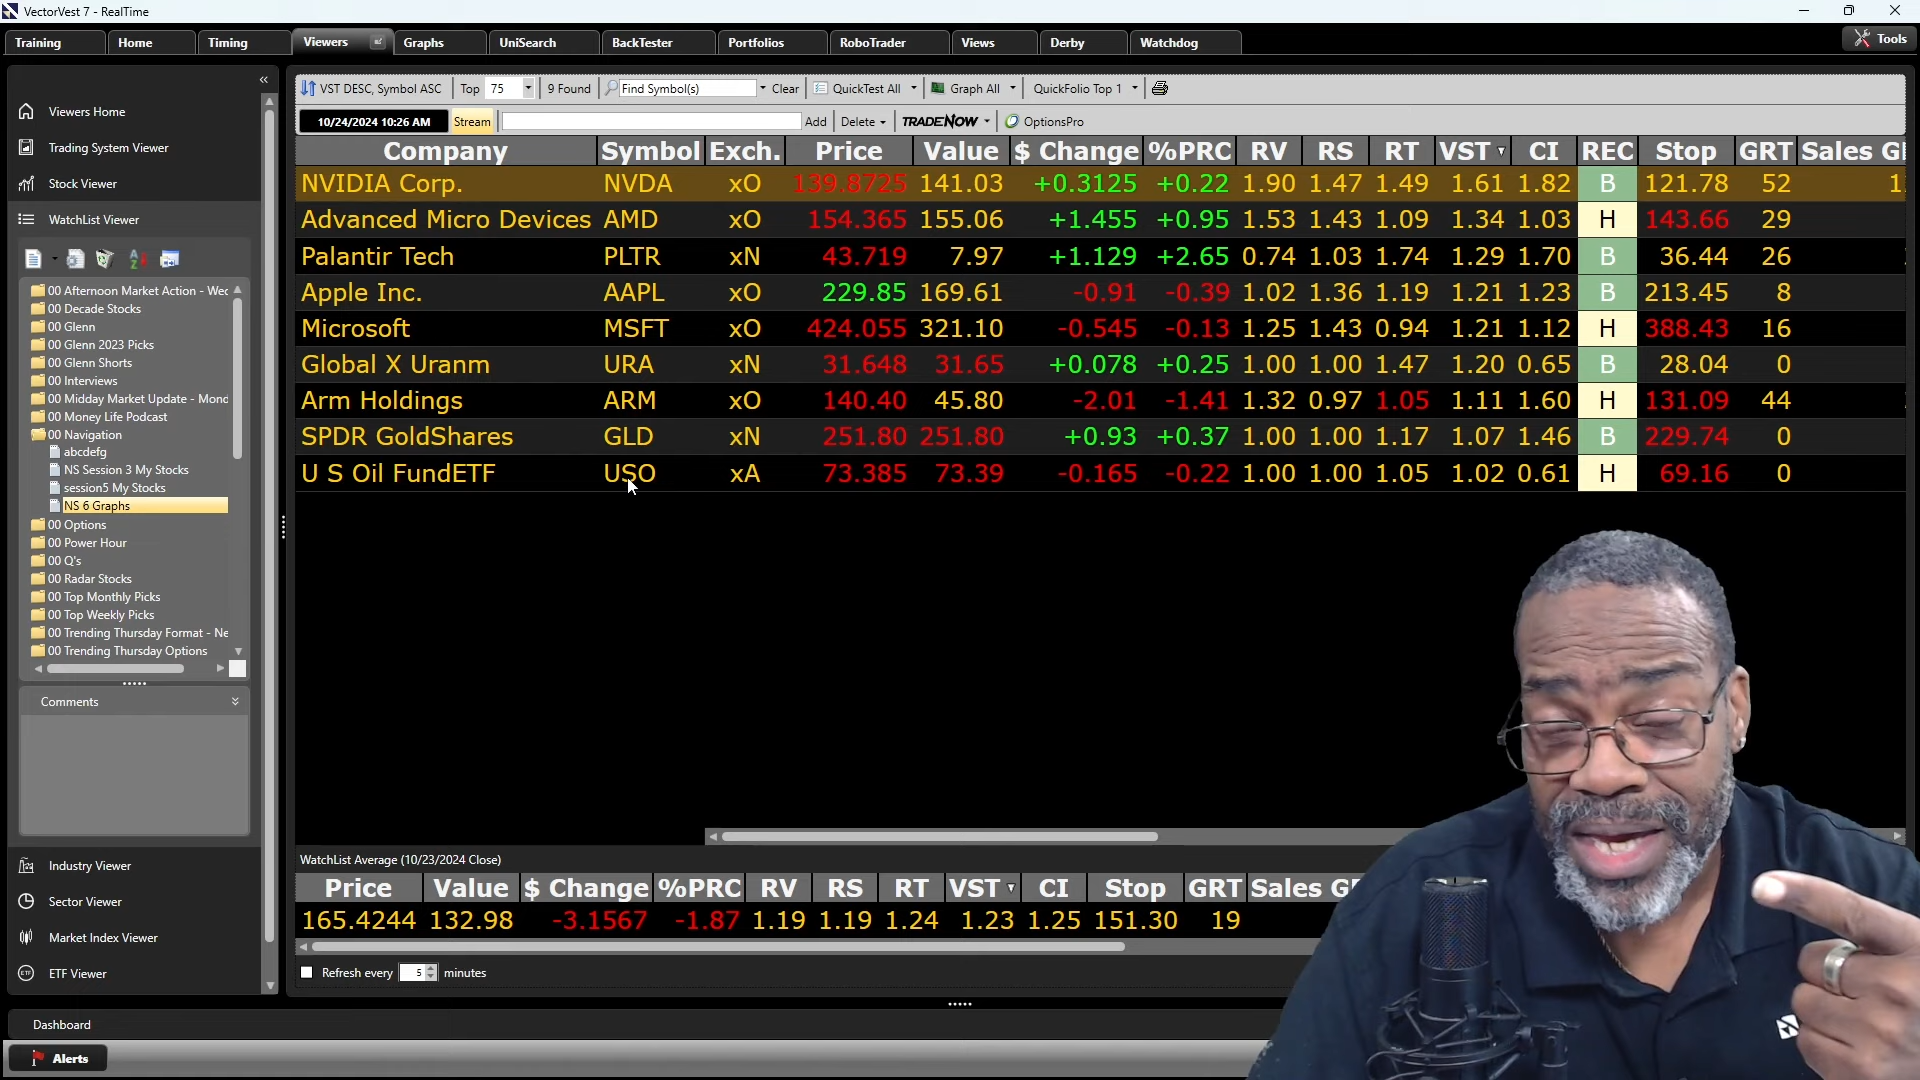 VectorVest 7 - RealTime
Training Home Timing Viewers Graphs UniSearch BackTester Portfolios RoboTrader Views Derby Watchdog Tools
VST DESC, Symbol ASC Top 75 9 Found Find Symbol(s) Clear QuickTest All Graph All QuickFolio Top 1
10/24/2024 10:26 AM Stream Add Delete TRADENOW OptionsPro
Viewers Home
Trading System Viewer
Stock Viewer
WatchList Viewer
00 Afternoon Market Action - Wed
00 Decade Stocks
00 Glenn
00 Glenn 2023 Picks
00 Glenn Shorts
00 Interviews
00 Midday Market Update - Mond
00 Money Life Podcast
00 Navigation
abcdefg
NS Session 3 My Stocks
session5 My Stocks
NS 6 Graphs
00 Options
00 Power Hour
00 Q's
00 Radar Stocks
00 Top Monthly Picks
00 Top Weekly Picks
00 Trending Thursday Format - Ne
00 Trending Thursday Options
Comments
Industry Viewer
Sector Viewer
Market Index Viewer
ETF
ETF Viewer
Company Symbol Exch. Price Value $ Change %PRC RV RS RT VST CI REC Stop GRT Sales G
NVIDIA Corp. NVDA xO 139.8725 141.03 +0.3125 +0.22 1.90 1.47 1.49 1.61 1.82 B 121.78 52
Advanced Micro Devices AMD xO 154.365 155.06 +1.455 +0.95 1.53 1.43 1.09 1.34 1.03 H 143.66 29
Palantir Tech PLTR xN 43.719 7.97 +1.129 +2.65 0.74 1.03 1.74 1.29 1.70 B 36.44 26
Apple Inc. AAPL xO 229.85 169.61 -0.91 -0.39 1.02 1.36 1.19 1.21 1.23 B 213.45 8
Microsoft MSFT xO 424.055 321.10 -0.545 -0.13 1.25 1.43 0.94 1.21 1.12 H 388.43 16
Global X Uranm URA xN 31.648 31.65 +0.078 +0.25 1.00 1.00 1.47 1.20 0.65 B 28.04 0
Arm Holdings ARM xO 140.40 45.80 -2.01 -1.41 1.32 0.97 1.05 1.11 1.60 H 131.09 44
SPDR GoldShares GLD xN 251.80 251.80 +0.93 +0.37 1.00 1.00 1.17 1.07 1.46 B 229.74 0
U S Oil FundETF USO xA 73.385 73.39 -0.165 -0.22 1.00 1.00 1.05 1.02 0.61 H 69.16 0
WatchList Average (10/23/2024 Close)
Price Value $ Change %PRC RV RS RT VST CI Stop GRT Sales G
165.4244 132.98 -3.1567 -1.87 1.19 1.19 1.24 1.23 1.25 151.30 19
Refresh every 5 minutes
Dashboard
Alerts